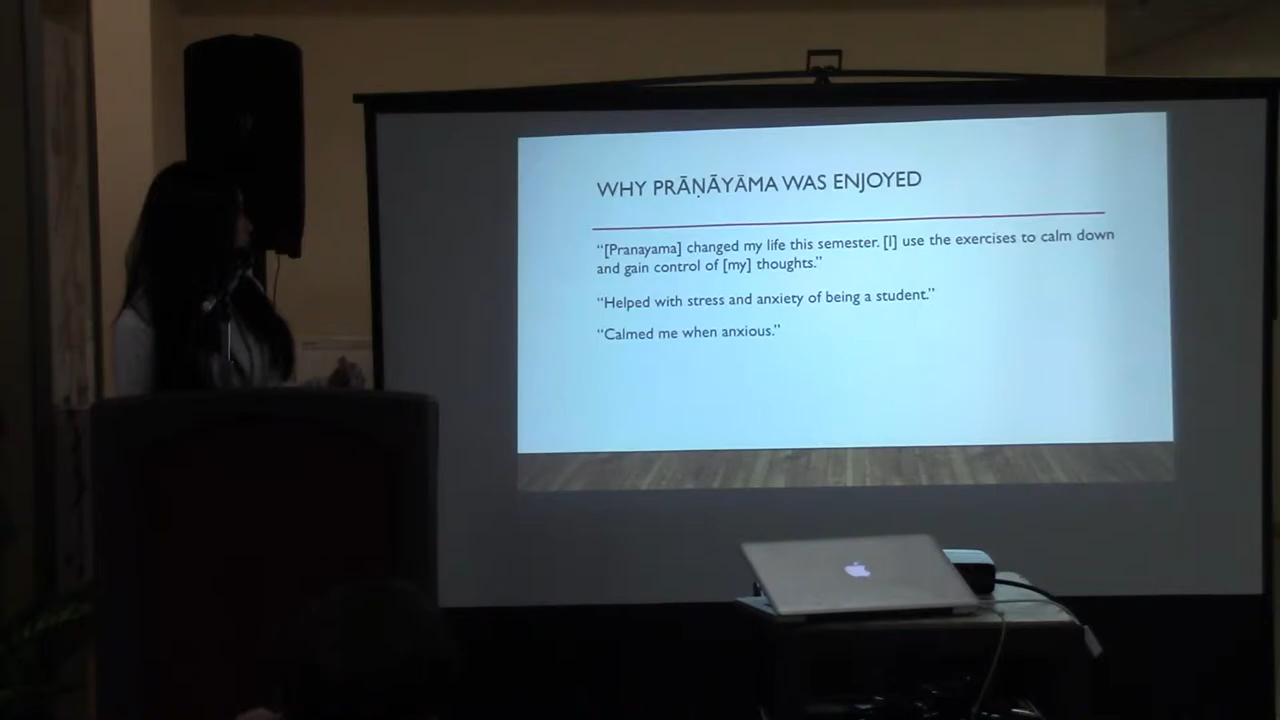 WHY PRĀṆĀYĀMA WAS ENJOYED
“[Pranayama] changed my life this semester. [I] use the exercises to calm down
and gain control of [my] thoughts.”
“Helped with stress and anxiety of being a student.”
“Calmed me when anxious.”